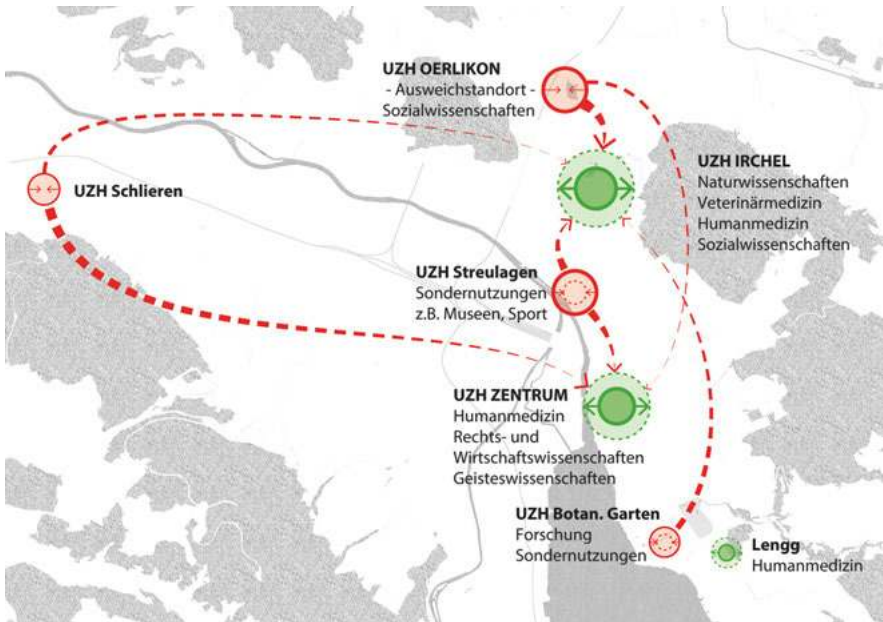 UZH OERLIKON
- Ausweichstandort -
Sozialwissenschaften
UZH Schlieren
UZH IRCHEL
Naturwissenschaften
Veterinärmedizin
Humanmedizin
Sozialwissenschaften
UZH Streulagen
Sondernutzungen
z.B. Museen, Sport
UZH ZENTRUM
Humanmedizin
Rechts- und
Wirtschaftswissenschaften
Geisteswissenschaften
UZH Botan. Garten
Forschung
Sondernutzungen
Lengg
Humanmedizin